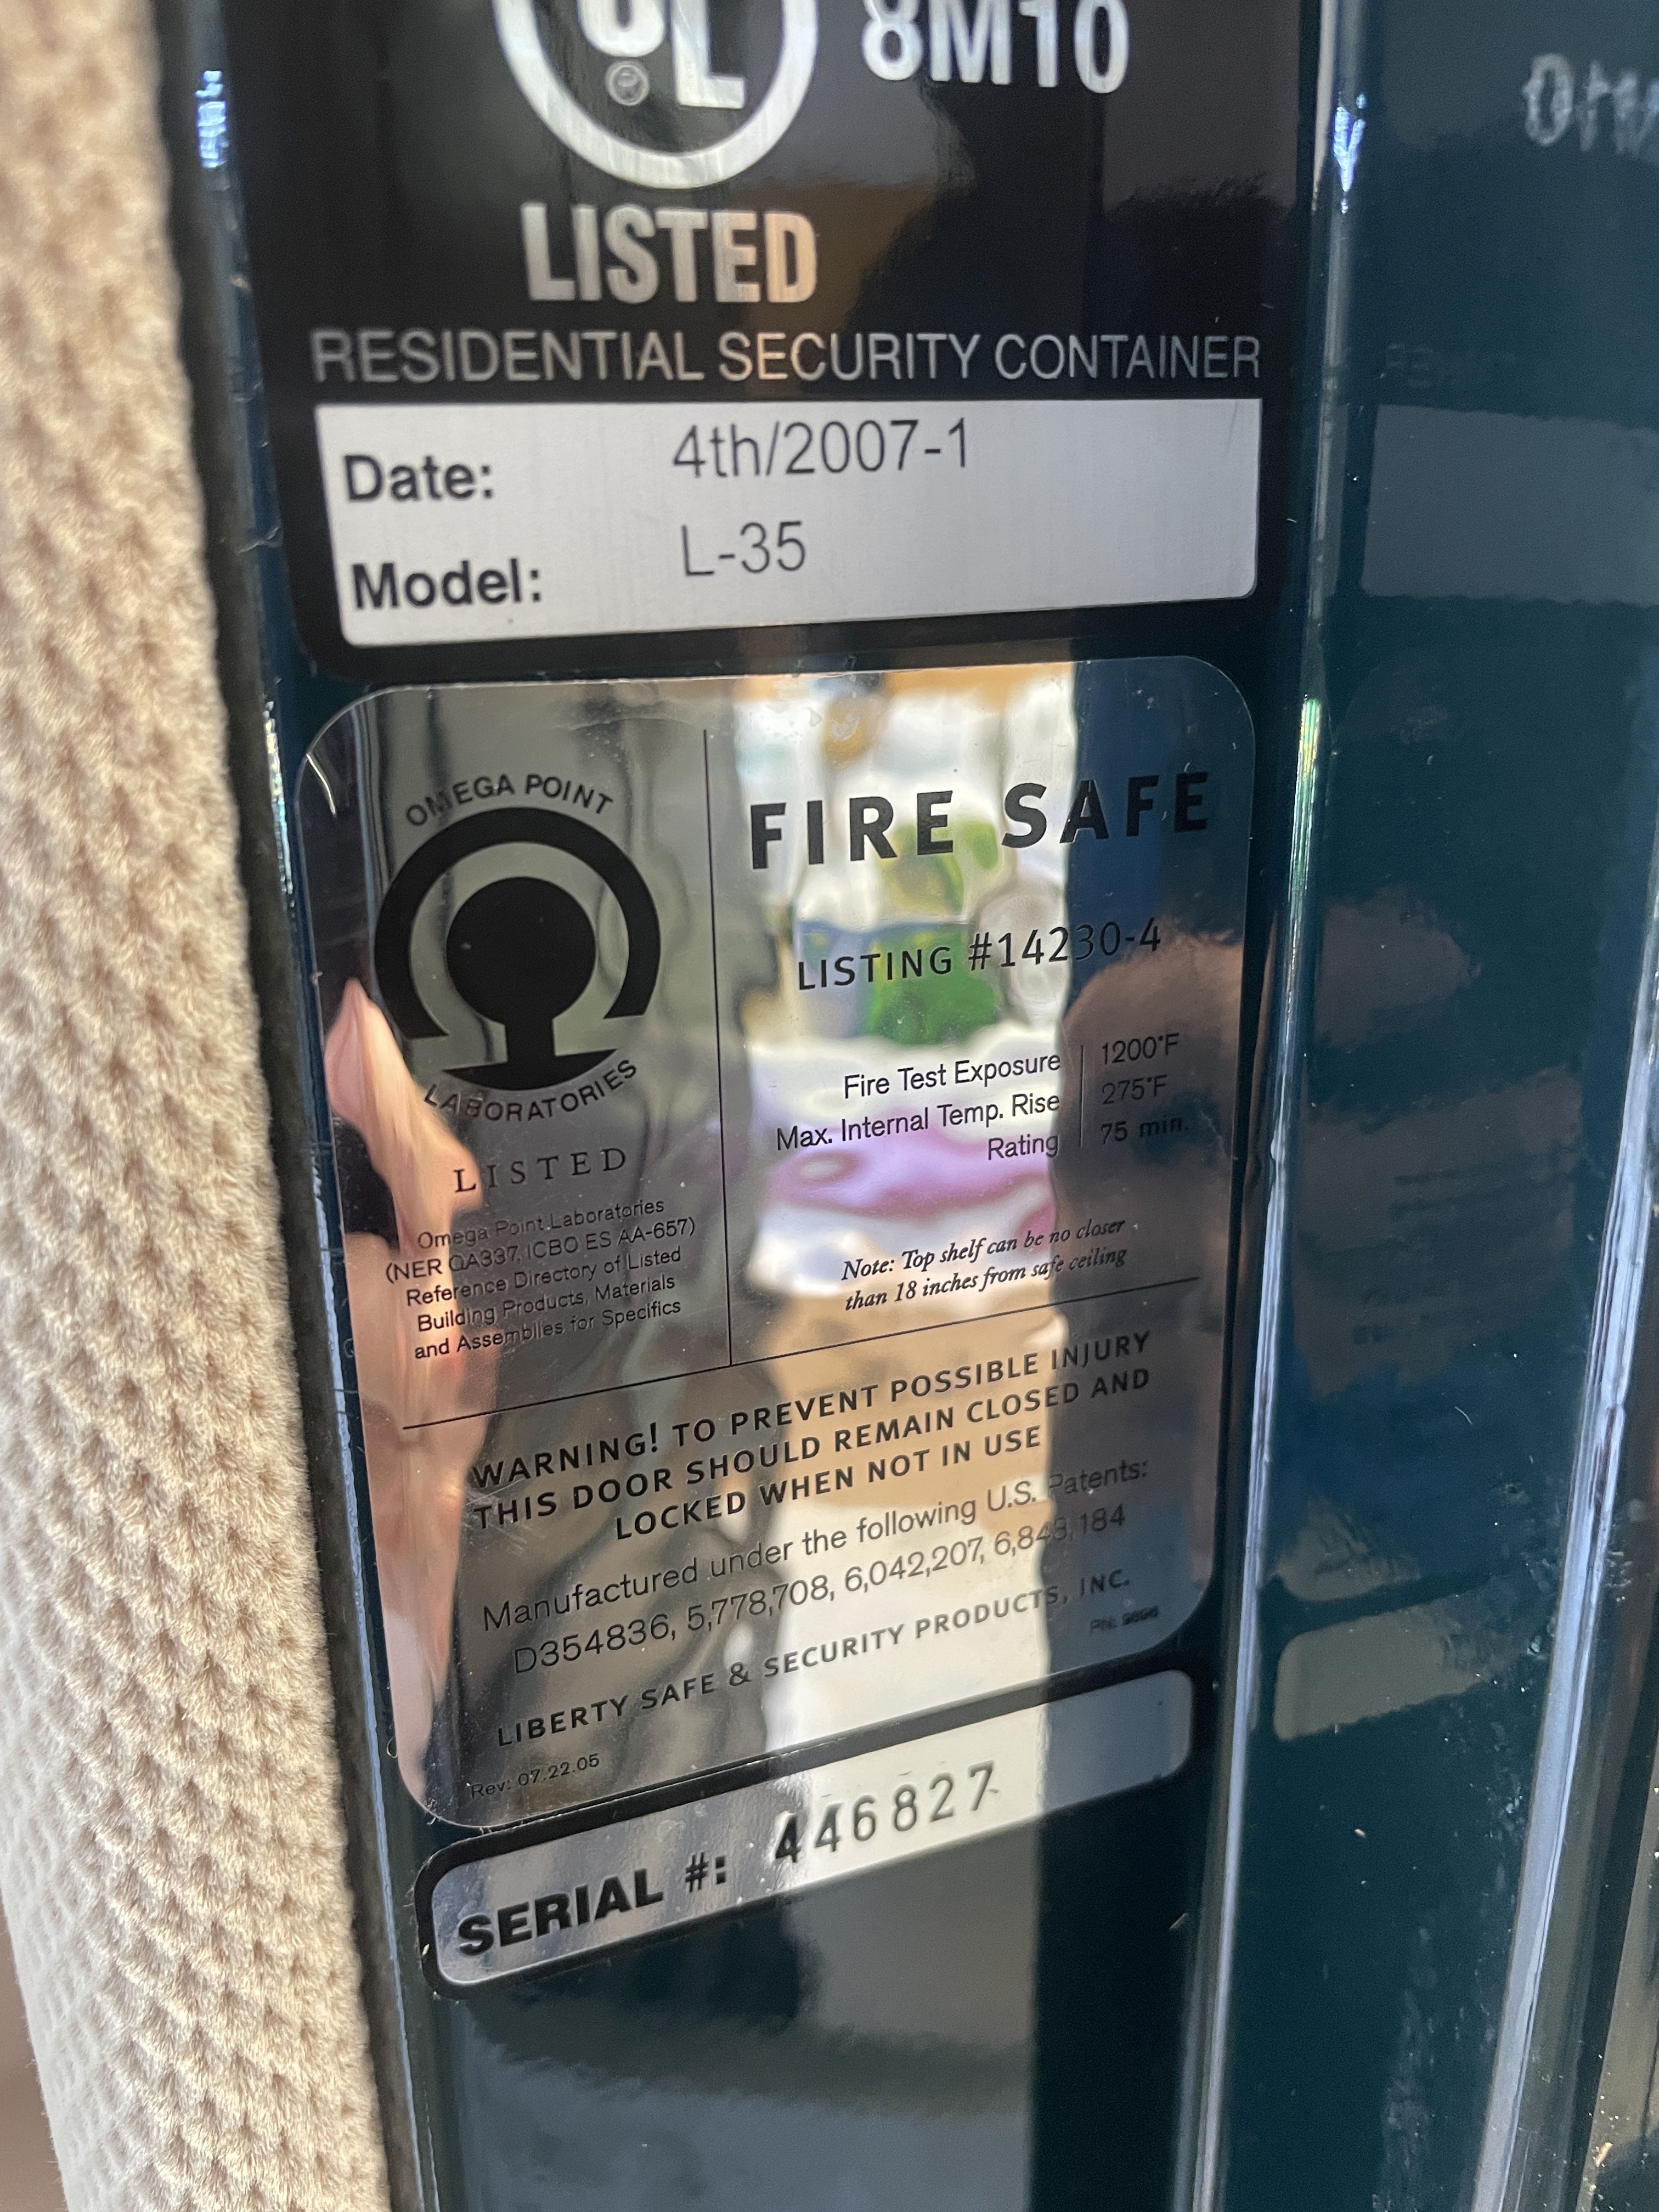 UL 8M10
LISTED
RESIDENTIAL SECURITY CONTAINER
Date: 4th/2007-1
Model: L-35
OMEGA POINT
LABORATORIES
LISTED
Omega Point Laboratories
(NER QA337, ICBO ES AA-657)
Reference Directory of Listed
Building Products, Materials
and Assemblies for Specifics
FIRE SAFE
LISTING #14230-4
Fire Test Exposure 1200°F
Max. Internal Temp. Rise 275°F
Rating 75 min.
Note: Top shelf can be no closer
than 18 inches from safe ceiling
WARNING! TO PREVENT POSSIBLE INJURY
THIS DOOR SHOULD REMAIN CLOSED AND
LOCKED WHEN NOT IN USE
Manufactured under the following U.S. Patents:
D354836, 5,778,708, 6,042,207, 6,843,184
LIBERTY SAFE & SECURITY PRODUCTS, INC.
Rev: 07.22.05
SERIAL #: 446827